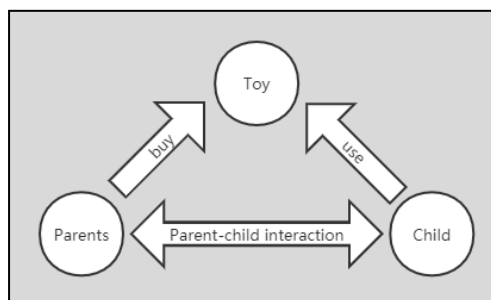 Toy
buy
use
Parents
Parent-child interaction
Child